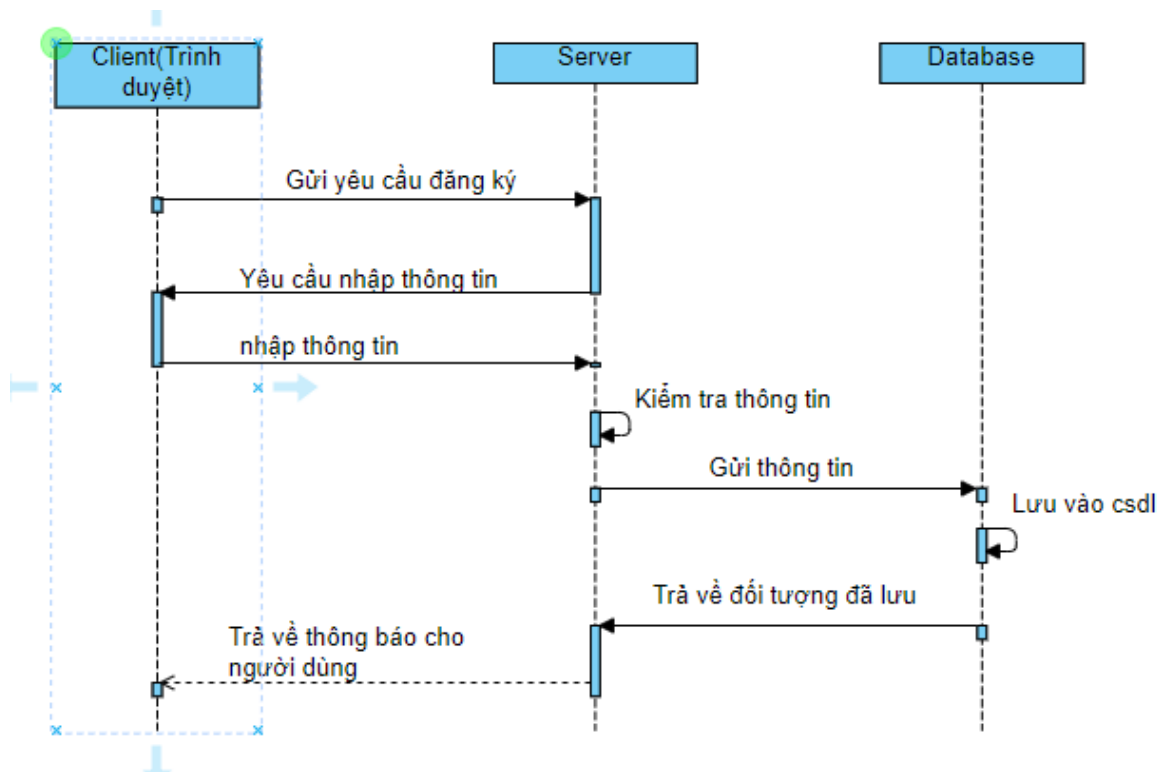 Client(Trình
duyệt)
Server
Database
Gửi yêu cầu đăng ký
Yêu cầu nhập thông tin
nhập thông tin
Kiểm tra thông tin
Gửi thông tin
Lưu vào csdl
Trả về đối tượng đã lưu
Trả về thông báo cho
người dùng